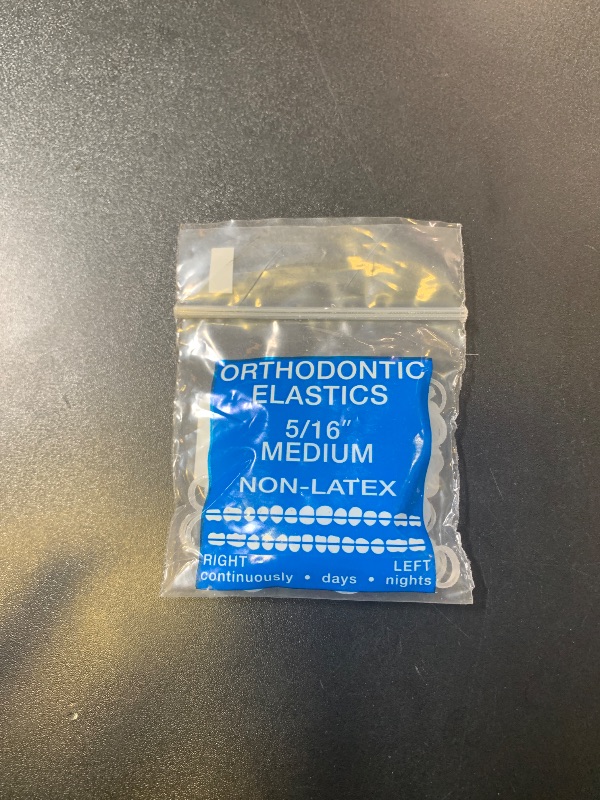 ORTHODONTIC
ELASTICS
5/16"
MEDIUM
NON-LATEX
RIGHT LEFT
continuously • days • nights